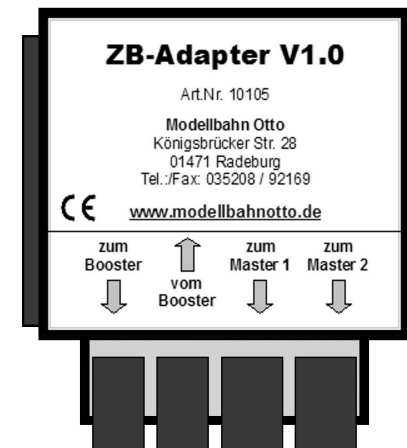 ZB-Adapter V1.0
Art.Nr. 10105
Modellbahn Otto
Königsbrücker Str. 28
01471 Radeburg
Tel.:/Fax: 035208 / 92169
CE
www.modellbahnotto.de
zum Booster
vom Booster
zum Master 1
zum Master 2